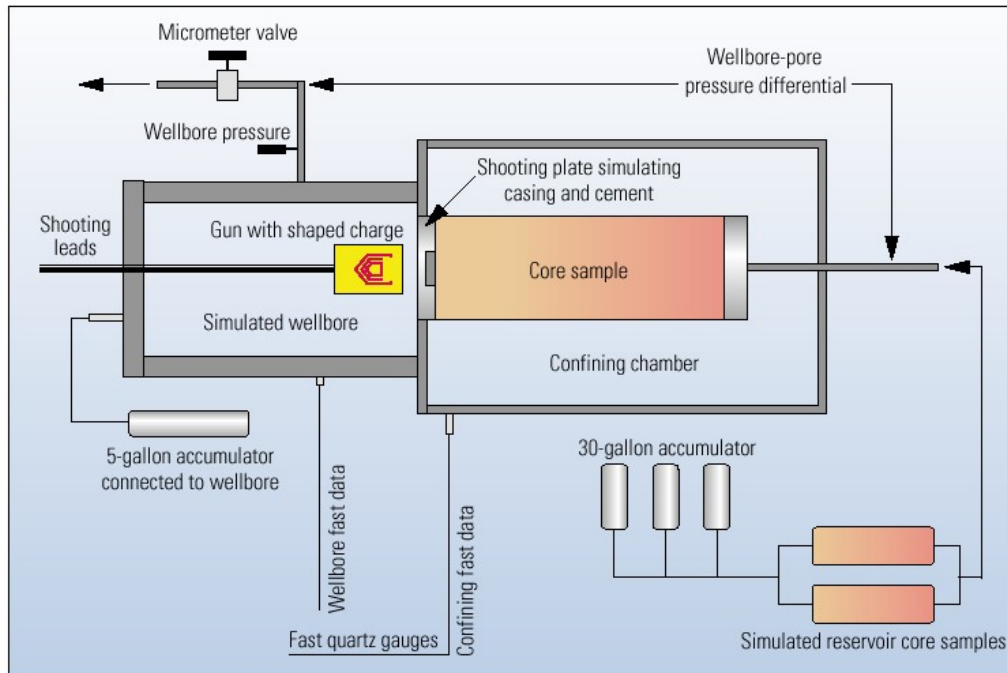 Micrometer valve
Wellbore-pore
pressure differential
Wellbore pressure
Shooting plate simulating
casing and cement
Shooting
leads
Gun with shaped charge
Core sample
Simulated wellbore
Confining chamber
5-gallon accumulator
connected to wellbore
30-gallon accumulator
Wellbore fast data
Confining fast data
Fast quartz gauges
Simulated reservoir core samples